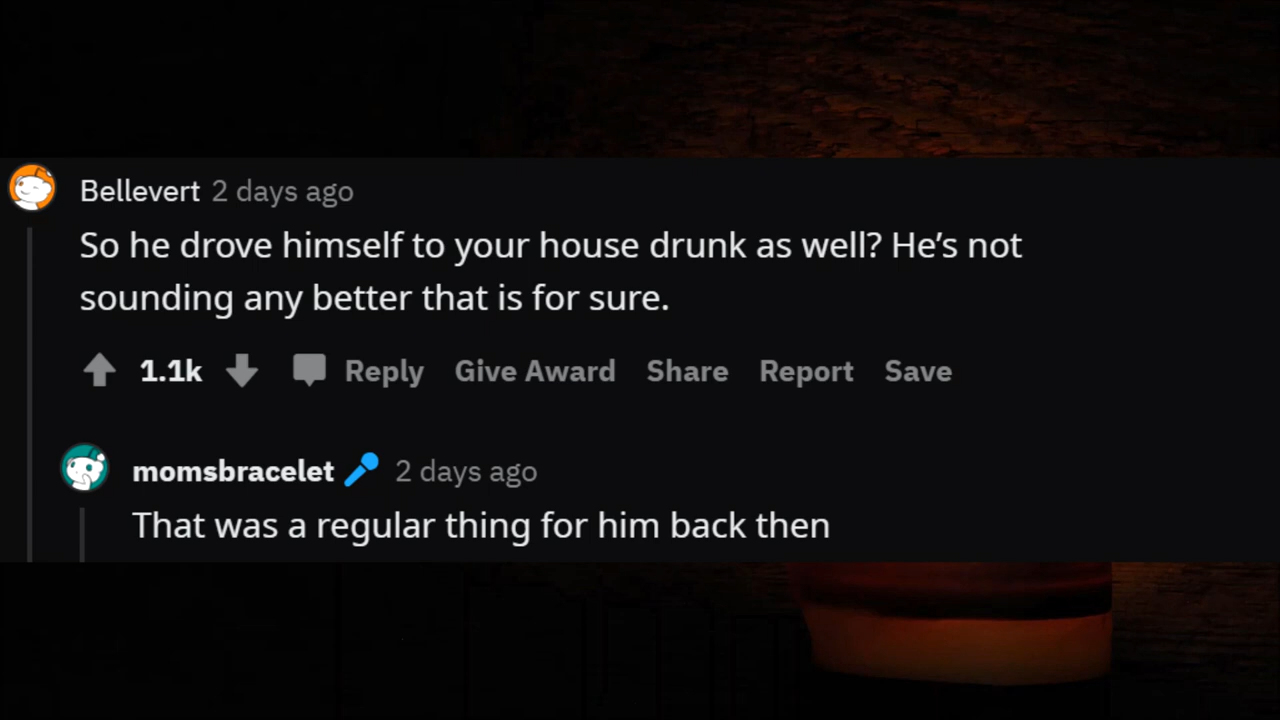 Bellevert 2 days ago
So he drove himself to your house drunk as well? He’s not
sounding any better that is for sure.
1.1k Reply Give Award Share Report Save
momsbracelet 2 days ago
That was a regular thing for him back then